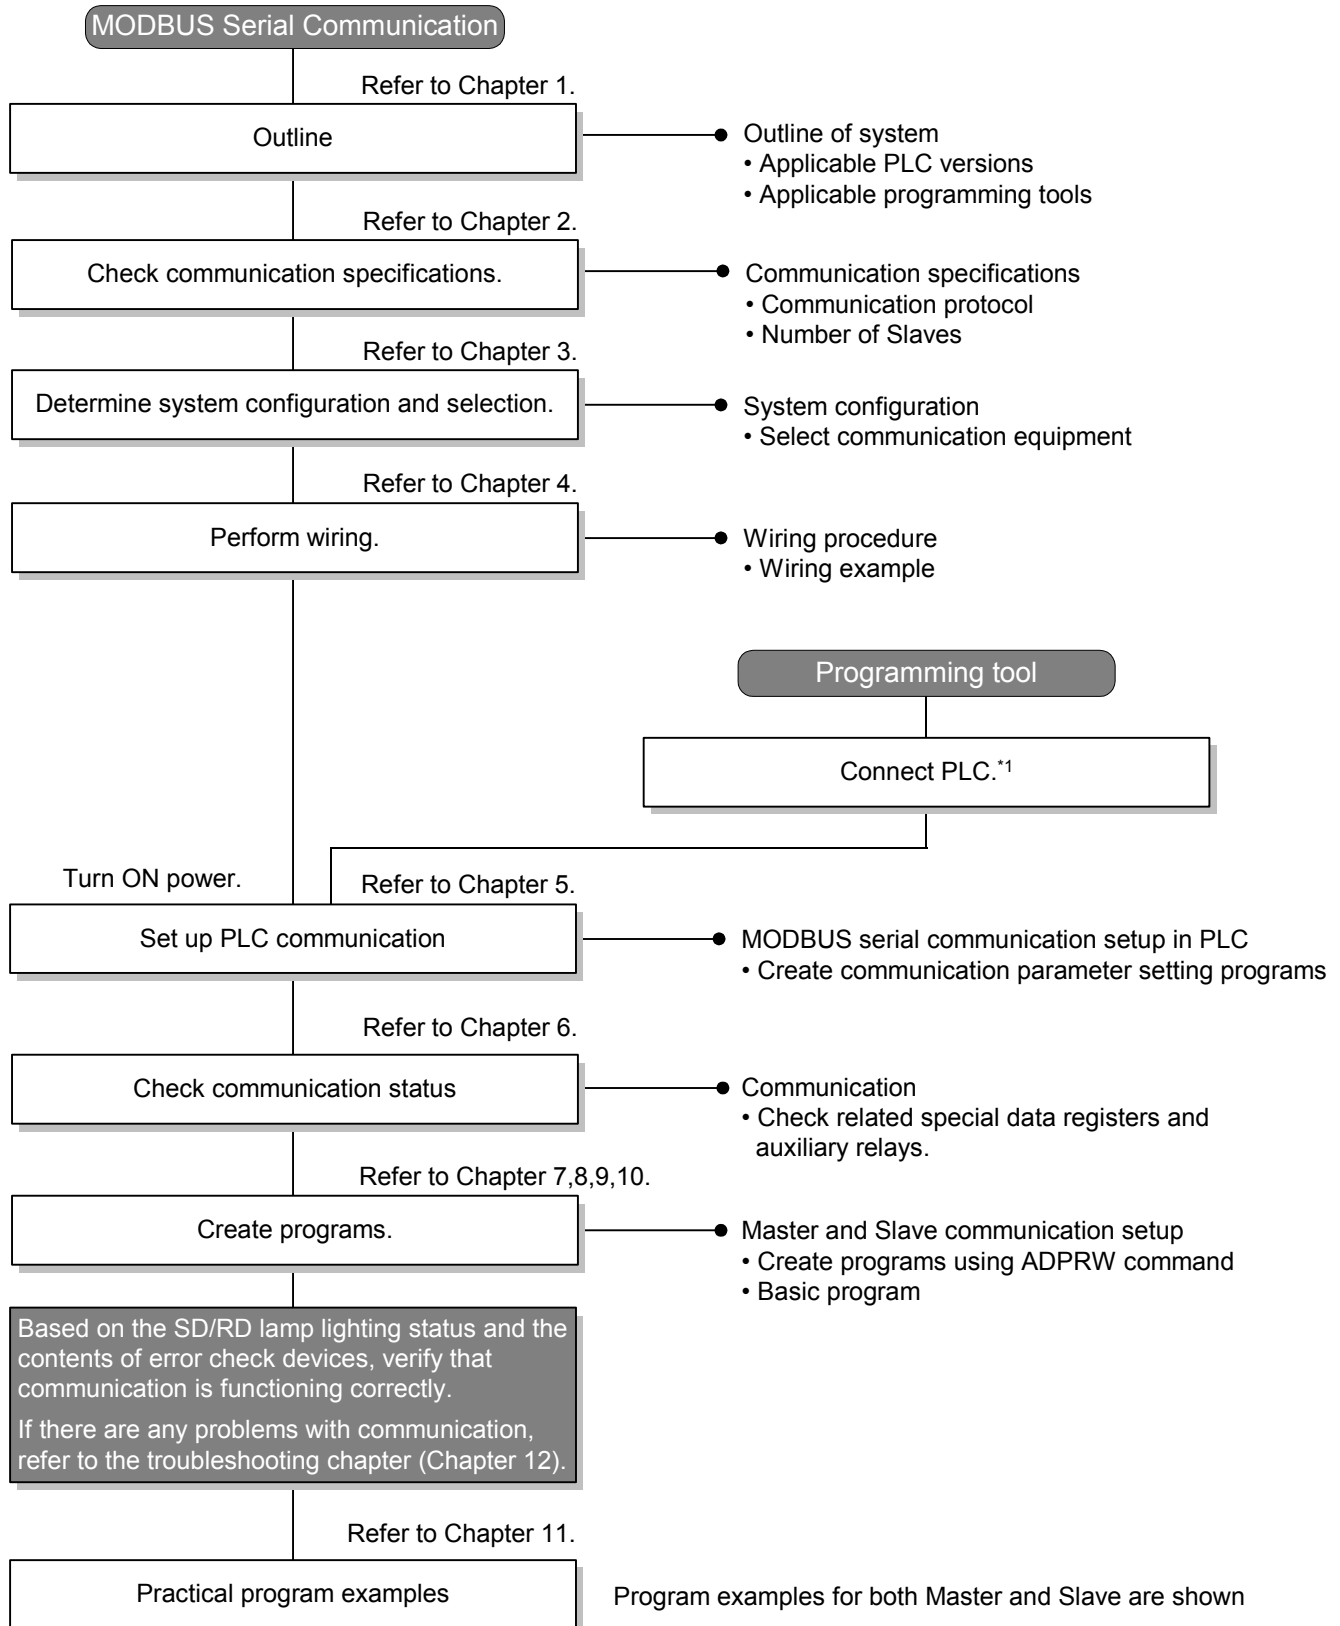 MODBUS Serial Communication
Refer to Chapter 1.
Outline
Outline of system
• Applicable PLC versions
• Applicable programming tools
Refer to Chapter 2.
Check communication specifications.
Communication specifications
• Communication protocol
• Number of Slaves
Refer to Chapter 3.
Determine system configuration and selection.
System configuration
• Select communication equipment
Refer to Chapter 4.
Perform wiring.
Wiring procedure
• Wiring example
Programming tool
Connect PLC.*1
Turn ON power.
Refer to Chapter 5.
Set up PLC communication
MODBUS serial communication setup in PLC
• Create communication parameter setting programs
Refer to Chapter 6.
Check communication status
Communication
• Check related special data registers and
auxiliary relays.
Refer to Chapter 7,8,9,10.
Create programs.
Master and Slave communication setup
• Create programs using ADPRW command
• Basic program
Based on the SD/RD lamp lighting status and the
contents of error check devices, verify that
communication is functioning correctly.
If there are any problems with communication,
refer to the troubleshooting chapter (Chapter 12).
Refer to Chapter 11.
Practical program examples
Program examples for both Master and Slave are shown